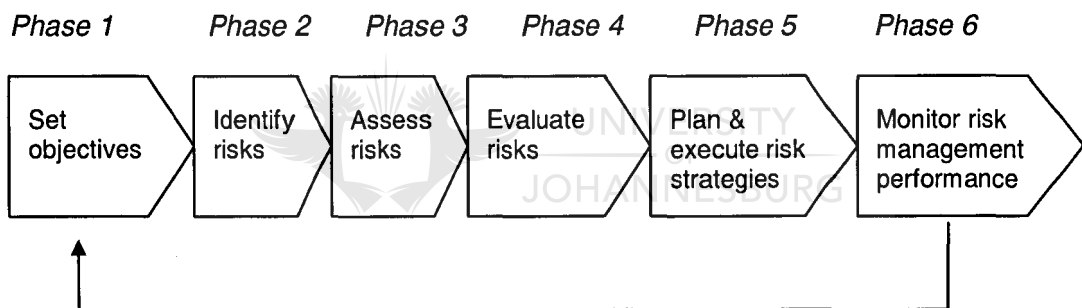 Phase 1 Phase 2 Phase 3 Phase 4 Phase 5 Phase 6
Set
objectives
Identify
risks
Assess
risks
Evaluate
risks
Plan &
execute risk
strategies
Monitor risk
management
performance
UNIVERSITY
OF
JOHANNESBURG